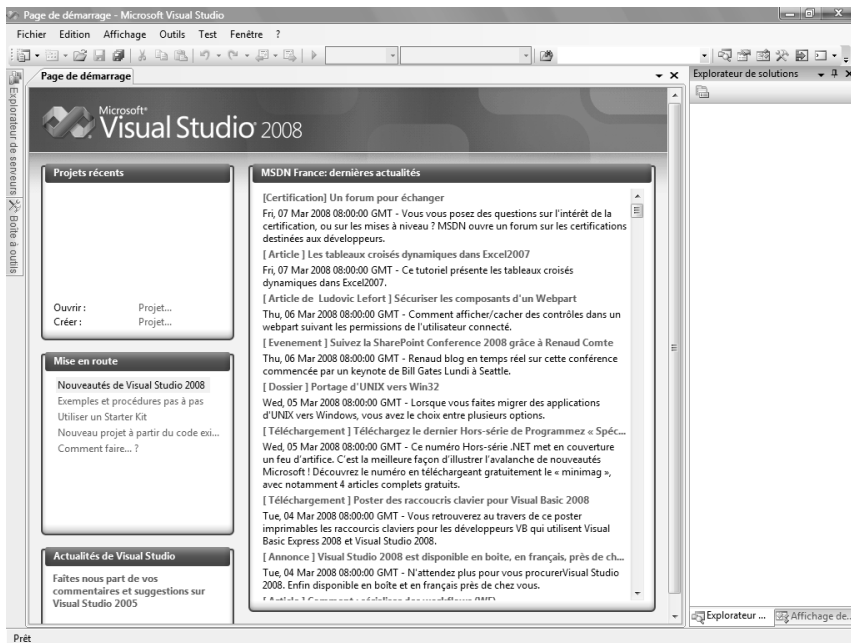 Page de démarrage - Microsoft Visual Studio
Fichier Edition Affichage Outils Test Fenêtre ?
Explorateur de serveurs
Boîte à outils
Page de démarrage
Microsoft®
Visual Studio® 2008
Projets récents
Ouvrir : Projet...
Créer : Projet...
Mise en route
Nouveautés de Visual Studio 2008
Exemples et procédures pas à pas
Utiliser un Starter Kit
Nouveau projet à partir du code exi...
Comment faire... ?
Actualités de Visual Studio
Faîtes nous part de vos
commentaires et suggestions sur
Visual Studio 2005
MSDN France: dernières actualités
[Certification] Un forum pour échanger
Fri, 07 Mar 2008 08:00:00 GMT - Vous vous posez des questions sur l'intérêt de la
certification, ou sur les mises à niveau ? MSDN ouvre un forum sur les certifications
destinées aux développeurs.
[ Article ] Les tableaux croisés dynamiques dans Excel2007
Fri, 07 Mar 2008 08:00:00 GMT - Ce tutoriel présente les tableaux croisés
dynamiques dans Excel2007.
[ Article de Ludovic Lefort ] Sécuriser les composants d'un Webpart
Thu, 06 Mar 2008 08:00:00 GMT - Comment afficher/cacher des contrôles dans un
webpart suivant les permissions de l'utilisateur connecté.
[ Evenement ] Suivez la SharePoint Conference 2008 grâce à Renaud Comte
Thu, 06 Mar 2008 08:00:00 GMT - Renaud blog en temps réel sur cette conférence
commencée par un keynote de Bill Gates Lundi à Seattle.
[ Dossier ] Portage d'UNIX vers Win32
Wed, 05 Mar 2008 08:00:00 GMT - Lorsque vous faites migrer des applications
d'UNIX vers Windows, vous avez le choix entre plusieurs options.
[ Téléchargement ] Téléchargez le dernier Hors-série de Programmez « Spéc...
Wed, 05 Mar 2008 08:00:00 GMT - Ce numéro Hors-série .NET met en couverture
un feu d'artifice. C'est la meilleure façon d'illustrer l'avalanche de nouveautés
Microsoft ! Découvrez le numéro en téléchargeant gratuitement le « minimag »,
avec notamment 4 articles complets gratuits.
[ Téléchargement ] Poster des raccoucris clavier pour Visual Basic 2008
Tue, 04 Mar 2008 08:00:00 GMT - Vous retrouverez au travers de ce poster
imprimables les raccourcis claviers pour les développeurs VB qui utilisent Visual
Basic Express 2008 et Visual Studio 2008.
[ Annonce ] Visual Studio 2008 est disponible en boite, en français, près de ch...
Tue, 04 Mar 2008 08:00:00 GMT - N'attendez plus pour vous procurerVisual Studio
2008. Enfin disponible en boîte et en français près de chez vous.
[ Article ] Comment : sérialiser des workflows (WF)
Explorateur de solutions
Explorateur ... Affichage de...
Prêt